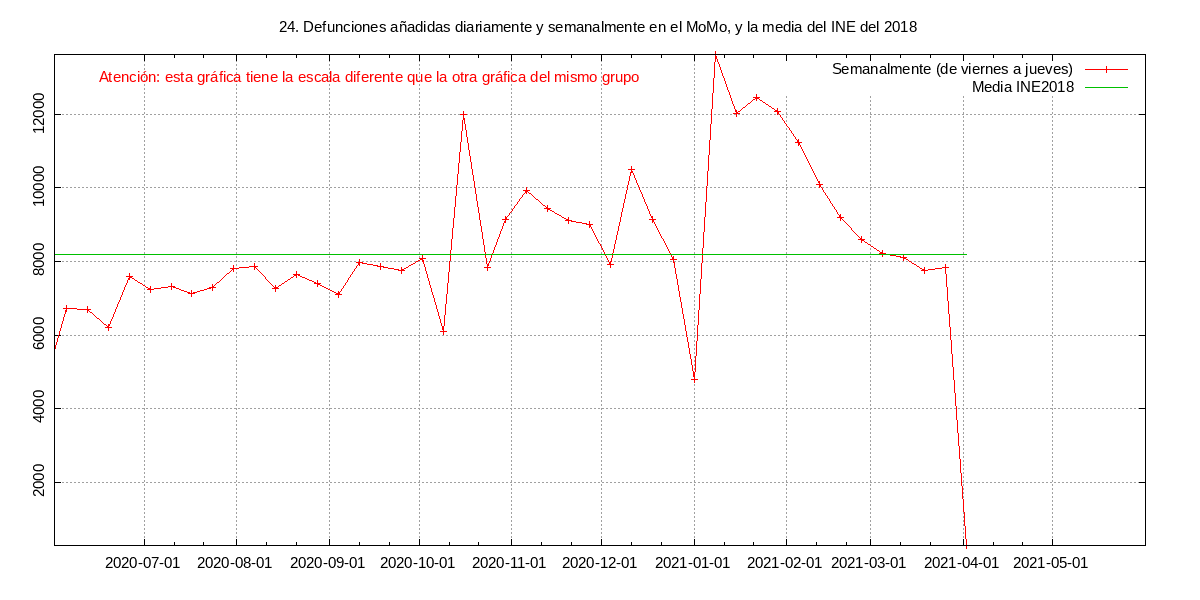 24. Defunciones añadidas diariamente y semanalmente en el MoMo, y la media del INE del 2018
Atención: esta gráfica tiene la escala diferente que la otra gráfica del mismo grupo
Semanalmente (de viernes a jueves)
Media INE2018
12000
10000
8000
6000
4000
2000
2020-07-01 2020-08-01 2020-09-01 2020-10-01 2020-11-01 2020-12-01 2021-01-01 2021-02-01 2021-03-01 2021-04-01 2021-05-01